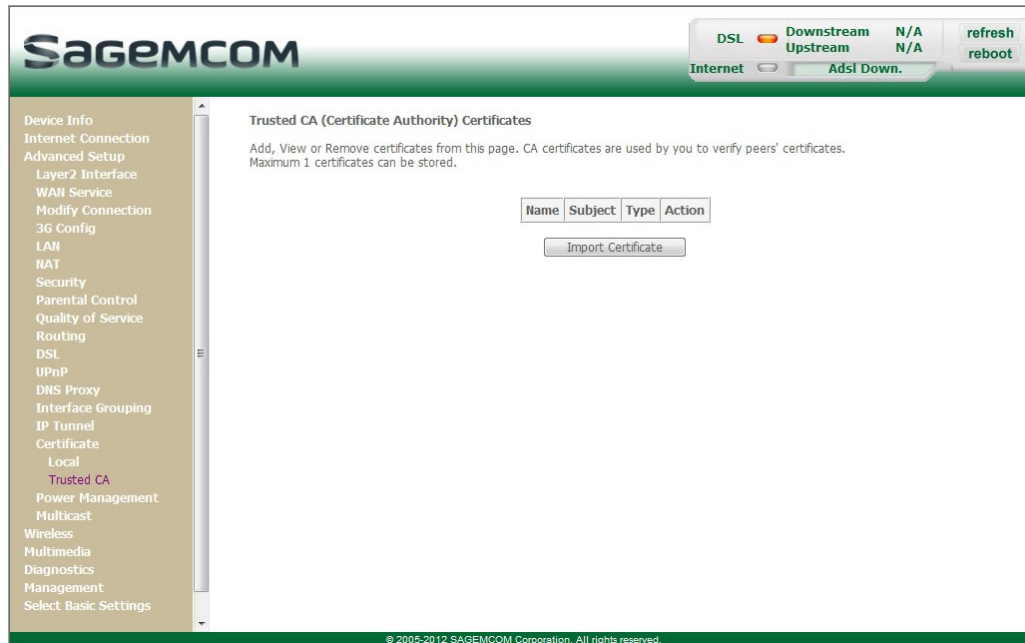 SAGEMCOM
DSL Downstream N/A
Upstream N/A
Internet Adsl Down.
refresh
reboot
Device Info
Internet Connection
Advanced Setup
Layer2 Interface
WAN Service
Modify Connection
3G Config
LAN
NAT
Security
Parental Control
Quality of Service
Routing
DSL
UPnP
DNS Proxy
Interface Grouping
IP Tunnel
Certificate
Local
Trusted CA
Power Management
Multicast
Wireless
Multimedia
Diagnostics
Management
Select Basic Settings
Trusted CA (Certificate Authority) Certificates
Add, View or Remove certificates from this page. CA certificates are used by you to verify peers' certificates.
Maximum 1 certificates can be stored.
Name Subject Type Action
Import Certificate
© 2005-2012 SAGEMCOM Corporation. All rights reserved.